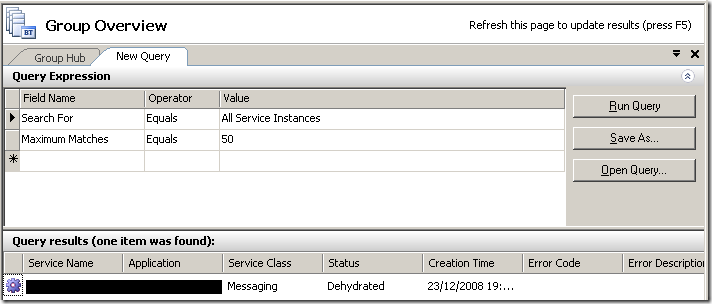 BT
Group Overview
Refresh this page to update results (press F5)
Group Hub
New Query
Query Expression
Field Name Operator Value
Search For Equals All Service Instances
Maximum Matches Equals 50
Run Query
Save As...
Open Query...
Query results (one item was found):
Service Name Application Service Class Status Creation Time Error Code Error Description
Messaging Dehydrated 23/12/2008 19:...